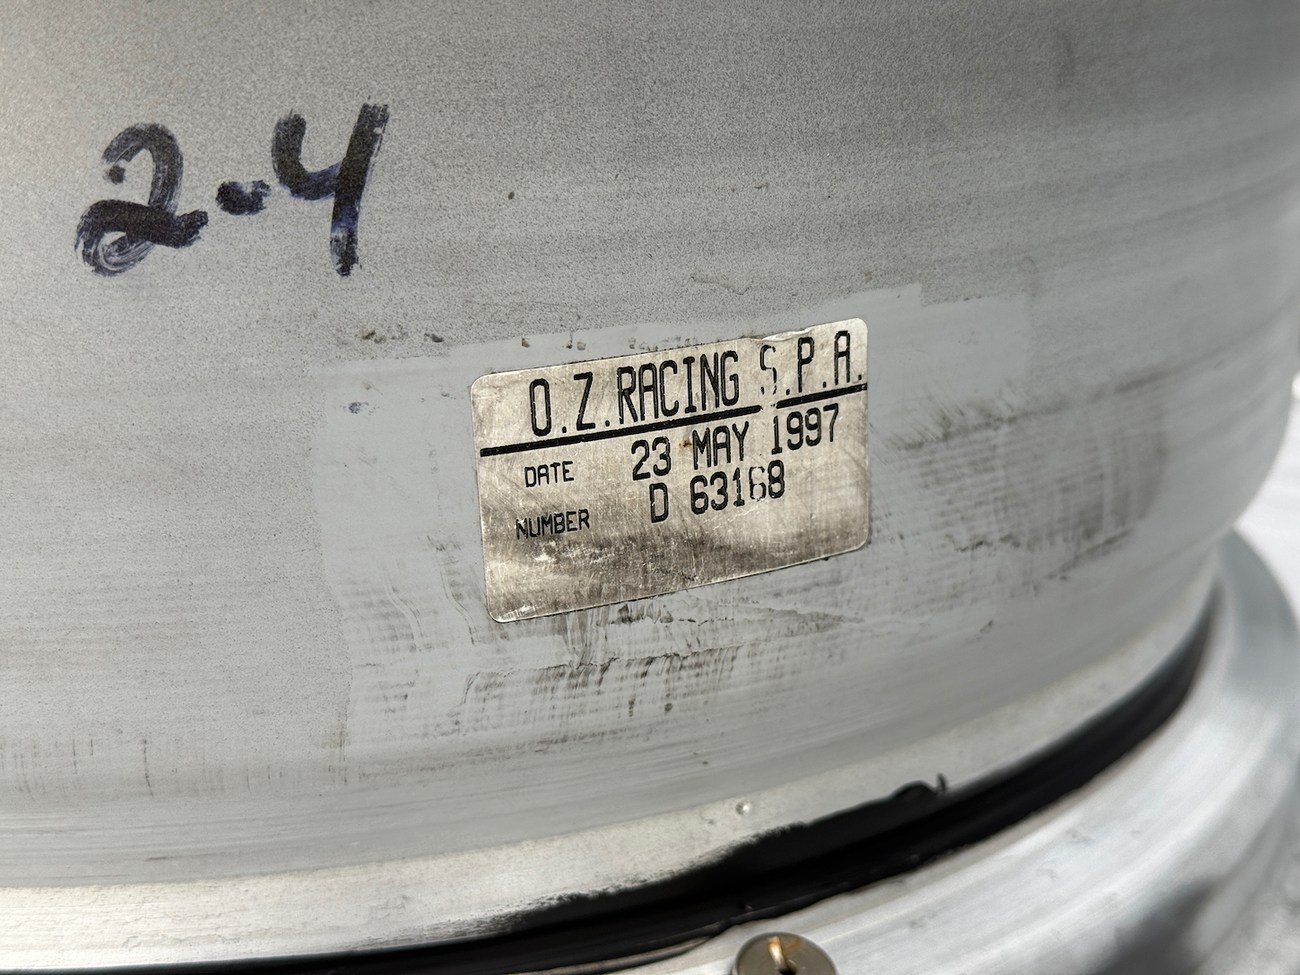 2-4
O.Z.RACING S.P.A.
DATE 23 MAY 1997
NUMBER D 63168